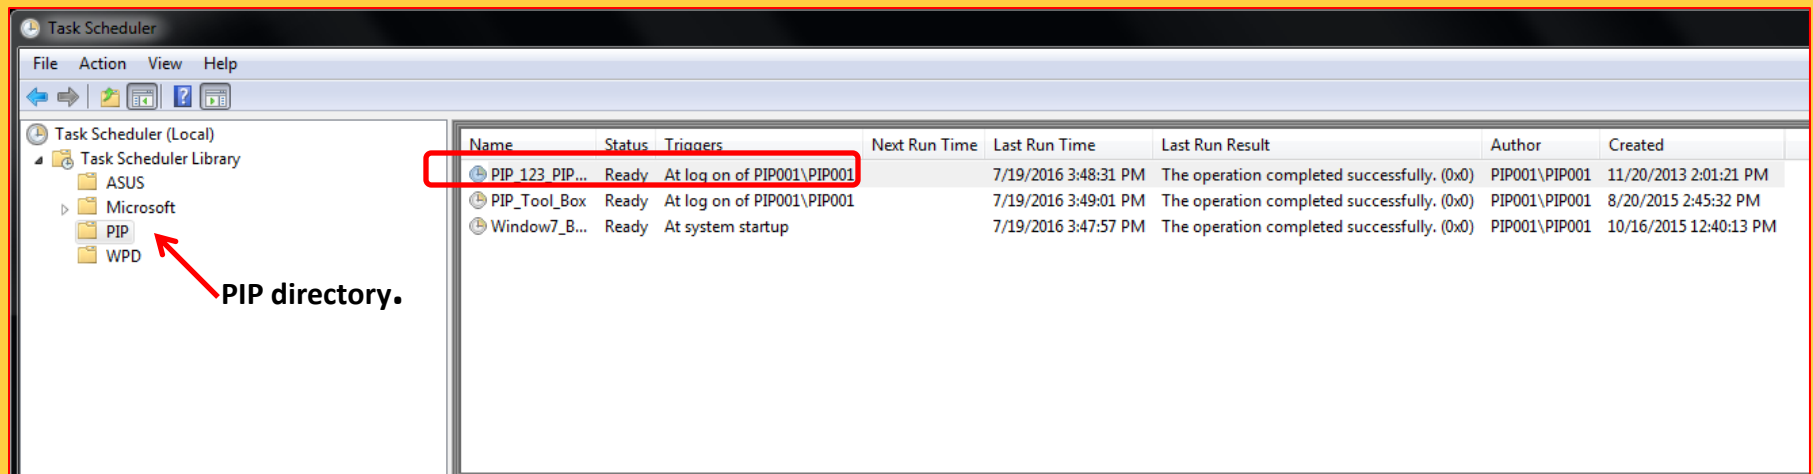 Task Scheduler
File Action View Help
Task Scheduler (Local)
Task Scheduler Library
ASUS
Microsoft
PIP
WPD
PIP directory.
Name Status Triggers Next Run Time Last Run Time Last Run Result Author Created
PIP_123_PIP... Ready At log on of PIP001\PIP001 7/19/2016 3:48:31 PM The operation completed successfully. (0x0) PIP001\PIP001 11/20/2013 2:01:21 PM
PIP_Tool_Box Ready At log on of PIP001\PIP001 7/19/2016 3:49:01 PM The operation completed successfully. (0x0) PIP001\PIP001 8/20/2015 2:45:32 PM
Window7_B... Ready At system startup 7/19/2016 3:47:57 PM The operation completed successfully. (0x0) PIP001\PIP001 10/16/2015 12:40:13 PM